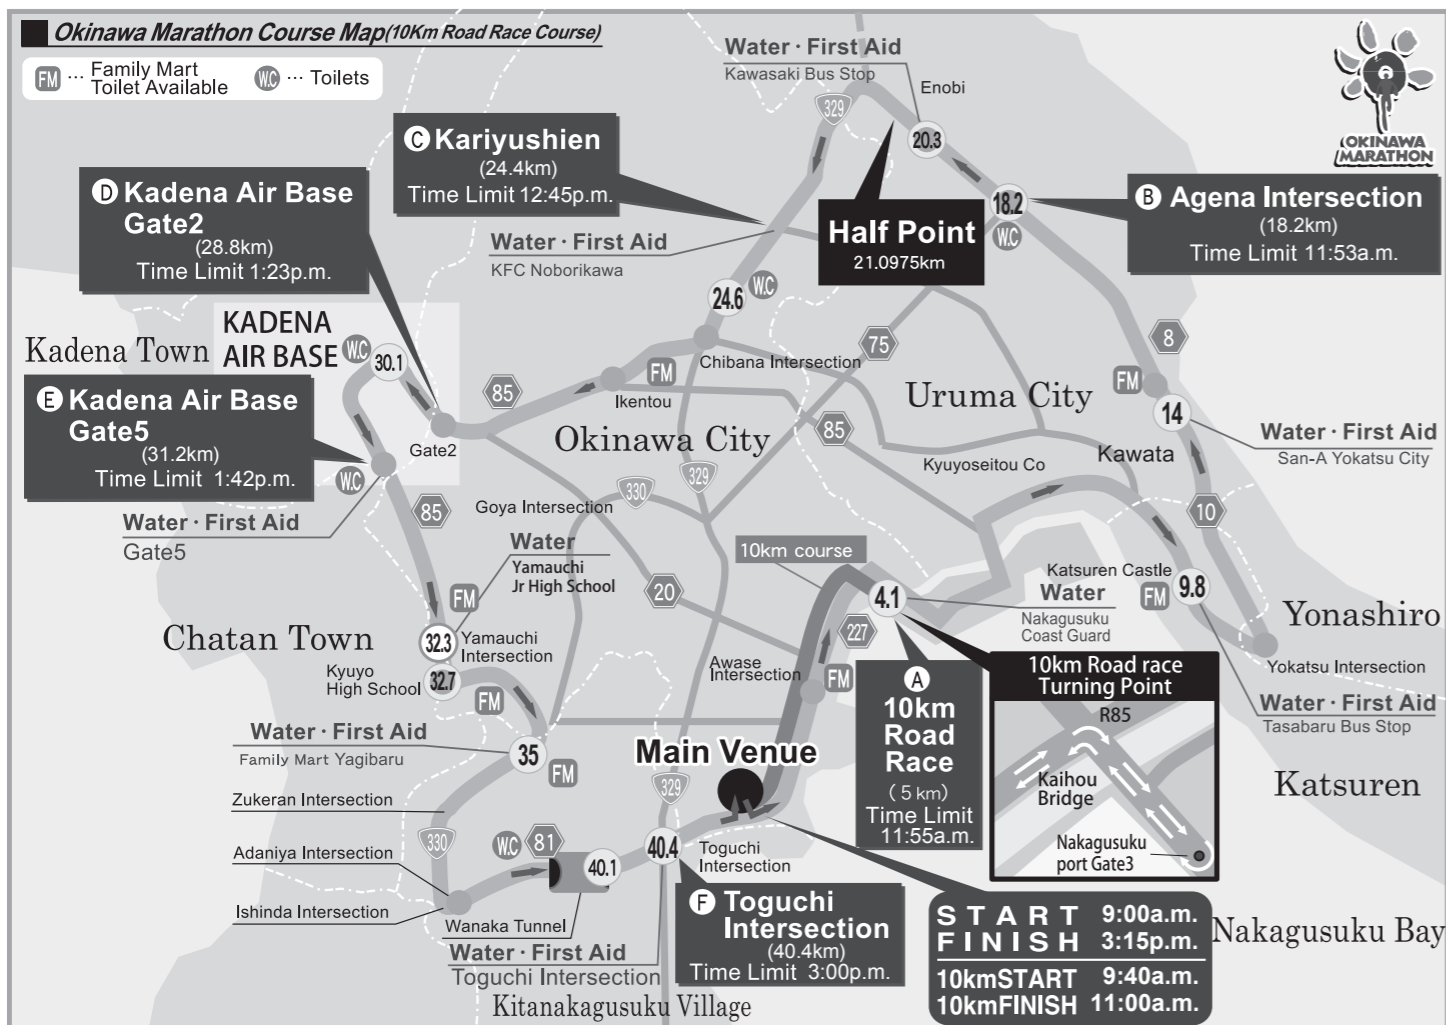 Okinawa Marathon Course Map(10Km Road Race Course)
FM … Family Mart
Toilet Available
W.C … Toilets
OKINAWA
MARATHON
Water · First Aid
Kawasaki Bus Stop
Enobi
329
20.3
C Kariyushien
(24.4km)
Time Limit 12:45p.m.
D Kadena Air Base
Gate2
(28.8km)
Time Limit 1:23p.m.
18.2
W.C
B Agena Intersection
(18.2km)
Time Limit 11:53a.m.
Half Point
21.0975km
Water · First Aid
KFC Noborikawa
24.6
W.C
KADENA
AIR BASE
Kadena Town
W.C
30.1
75
8
Chibana Intersection
FM
FM
E Kadena Air Base
Gate5
(31.2km)
Time Limit 1:42p.m.
85
Ikentou
Uruma City
14
Okinawa City
85
Gate2
Water · First Aid
San-A Yokatsu City
Kawata
Kyuyoseitou Co
W.C
329
330
Goya Intersection
85
10
Water · First Aid
Gate5
Water
Yamauchi
Jr High School
10km course
Katsuren Castle
FM
9.8
4.1
Water
Nakagusuku
Coast Guard
FM
20
227
Yonashiro
Chatan Town
32.3
Yamauchi
Intersection
Kyuyo
High School
32.7
FM
Awase
Intersection
FM
Yokatsu Intersection
A
10km
Road
Race
( 5 km)
Time Limit
11:55a.m.
10km Road race
Turning Point
R85
Kaihou
Bridge
Nakagusuku
port Gate3
Water · First Aid
Tasabaru Bus Stop
Katsuren
Water · First Aid
Family Mart Yagibaru
35
FM
Main Venue
329
Zukeran Intersection
330
Adaniya Intersection
W.C
81
40.1
40.4
Toguchi
Intersection
Ishinda Intersection
Wanaka Tunnel
Water · First Aid
Toguchi Intersection
F Toguchi
Intersection
(40.4km)
Time Limit 3:00p.m.
START 9:00a.m.
FINISH 3:15p.m.
10kmSTART 9:40a.m.
10kmFINISH 11:00a.m.
Nakagusuku Bay
Kitanakagusuku Village